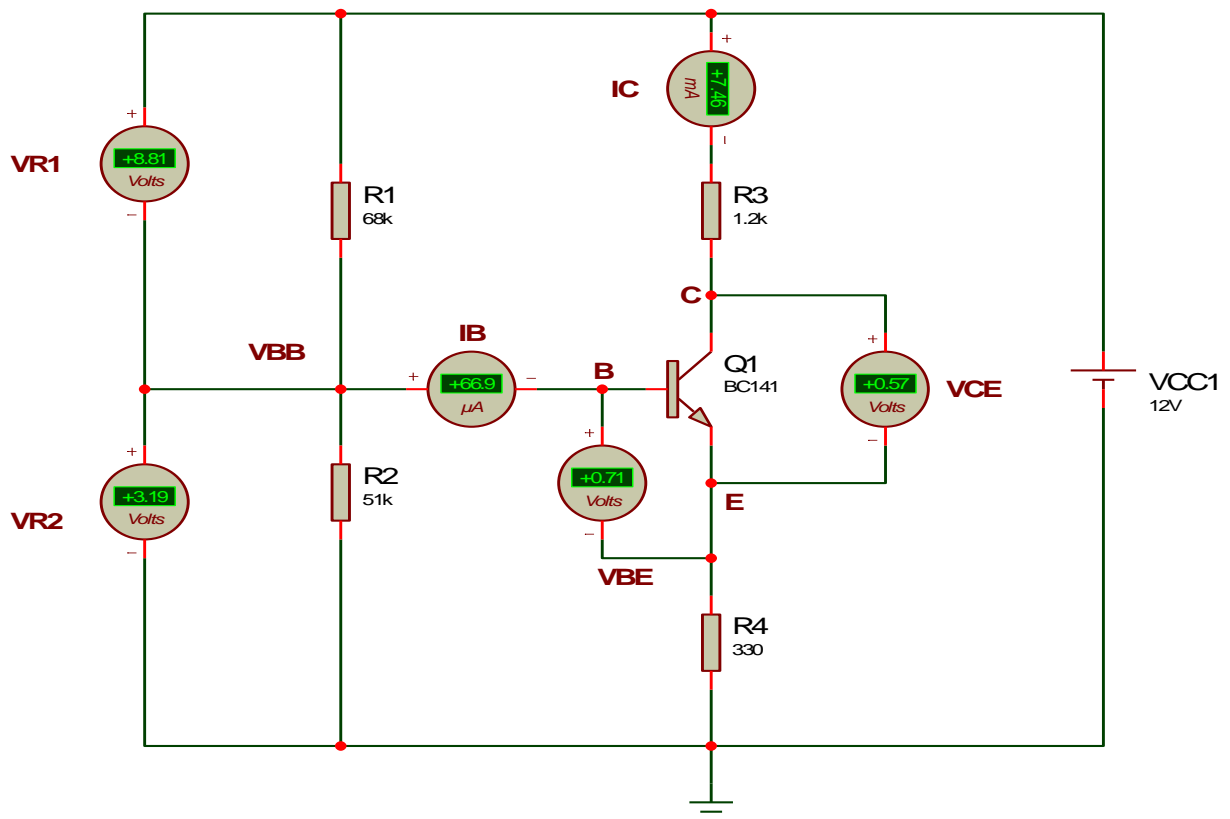 +
+7.46
mA
IC
-
+
VR1
+8.81
Volts
-
R1
68k
R3
1.2k
C
VBB
IB
+
+66.9
µA
-
B
Q1
BC141
+
+0.57
Volts
-
VCE
VCC1
12V
+
VR2
+3.19
Volts
-
R2
51k
+
+0.71
Volts
-
VBE
E
R4
330